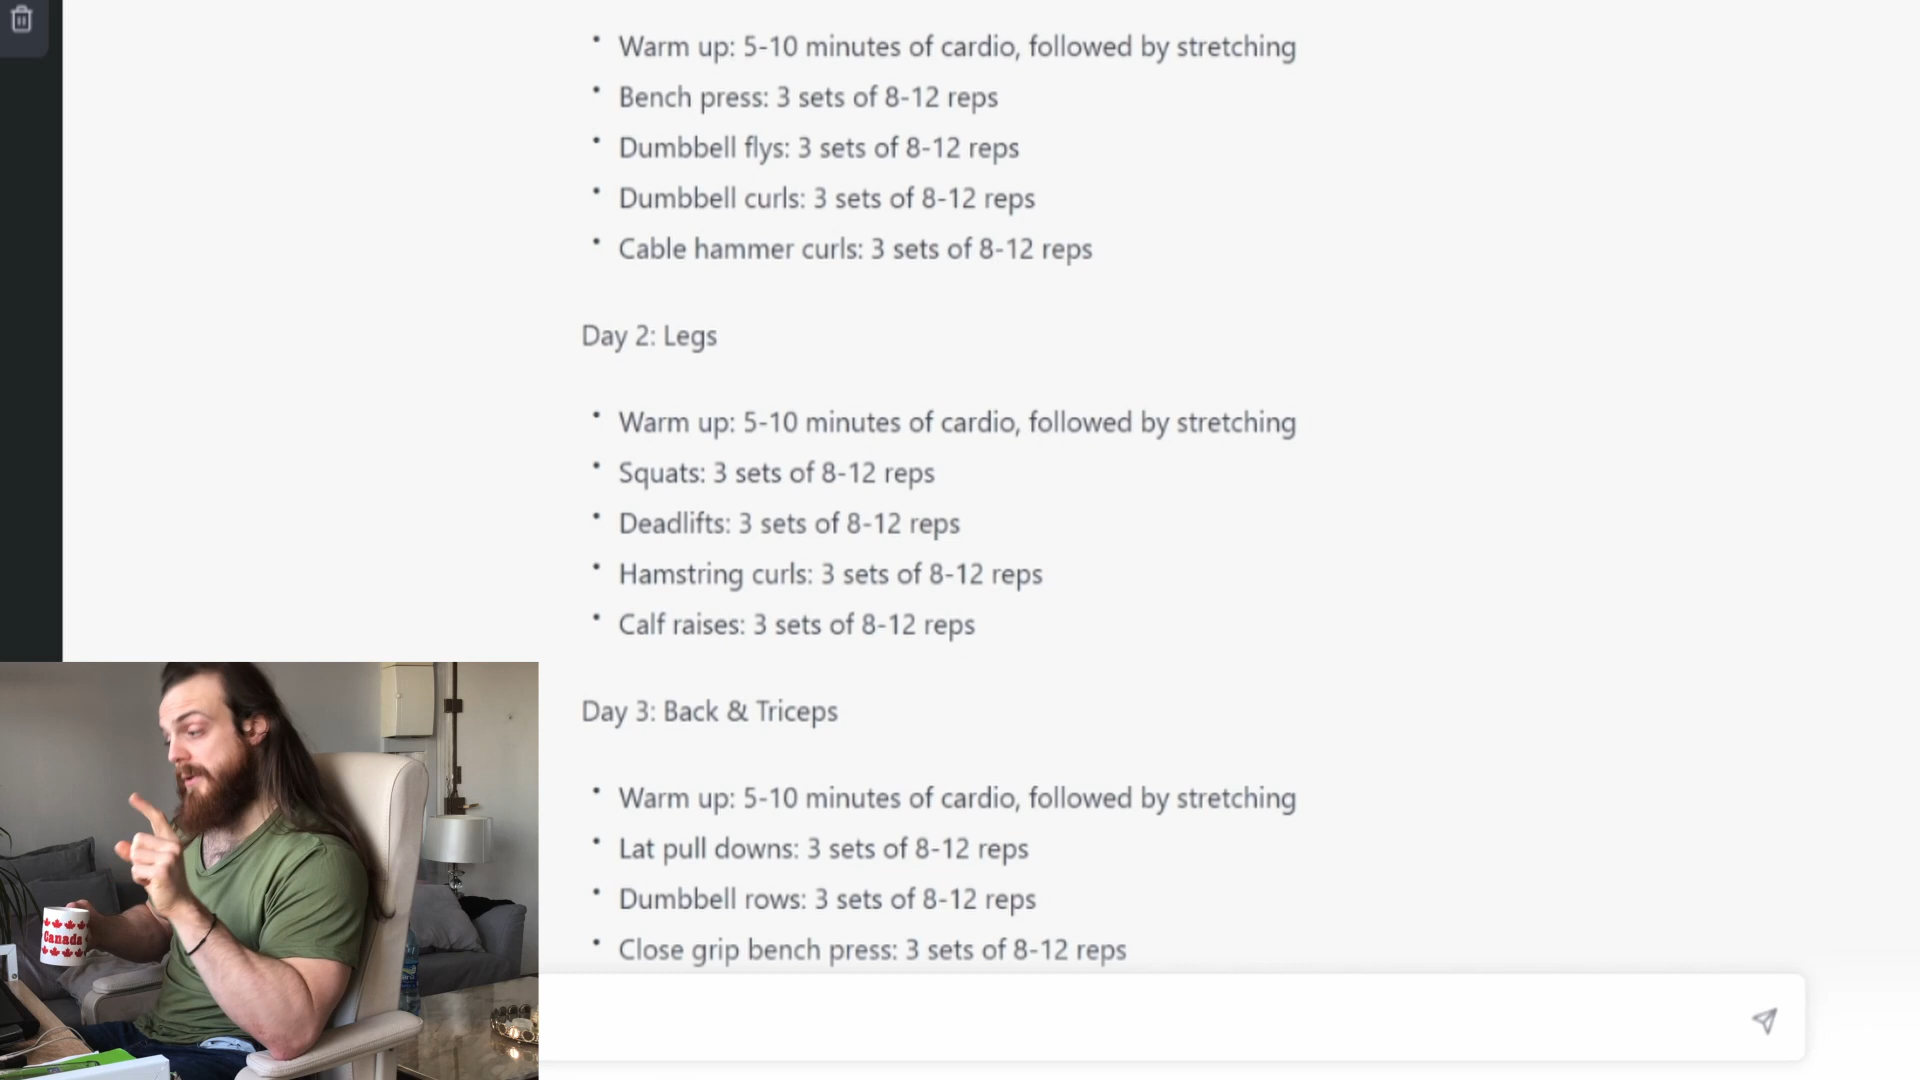 Warm up: 5-10 minutes of cardio, followed by stretching
Bench press: 3 sets of 8-12 reps
Dumbbell flys: 3 sets of 8-12 reps
Dumbbell curls: 3 sets of 8-12 reps
Cable hammer curls: 3 sets of 8-12 reps
Day 2: Legs
Warm up: 5-10 minutes of cardio, followed by stretching
Squats: 3 sets of 8-12 reps
Deadlifts: 3 sets of 8-12 reps
Hamstring curls: 3 sets of 8-12 reps
Calf raises: 3 sets of 8-12 reps
Day 3: Back & Triceps
Warm up: 5-10 minutes of cardio, followed by stretching
Lat pull downs: 3 sets of 8-12 reps
Dumbbell rows: 3 sets of 8-12 reps
Close grip bench press: 3 sets of 8-12 reps
Canada